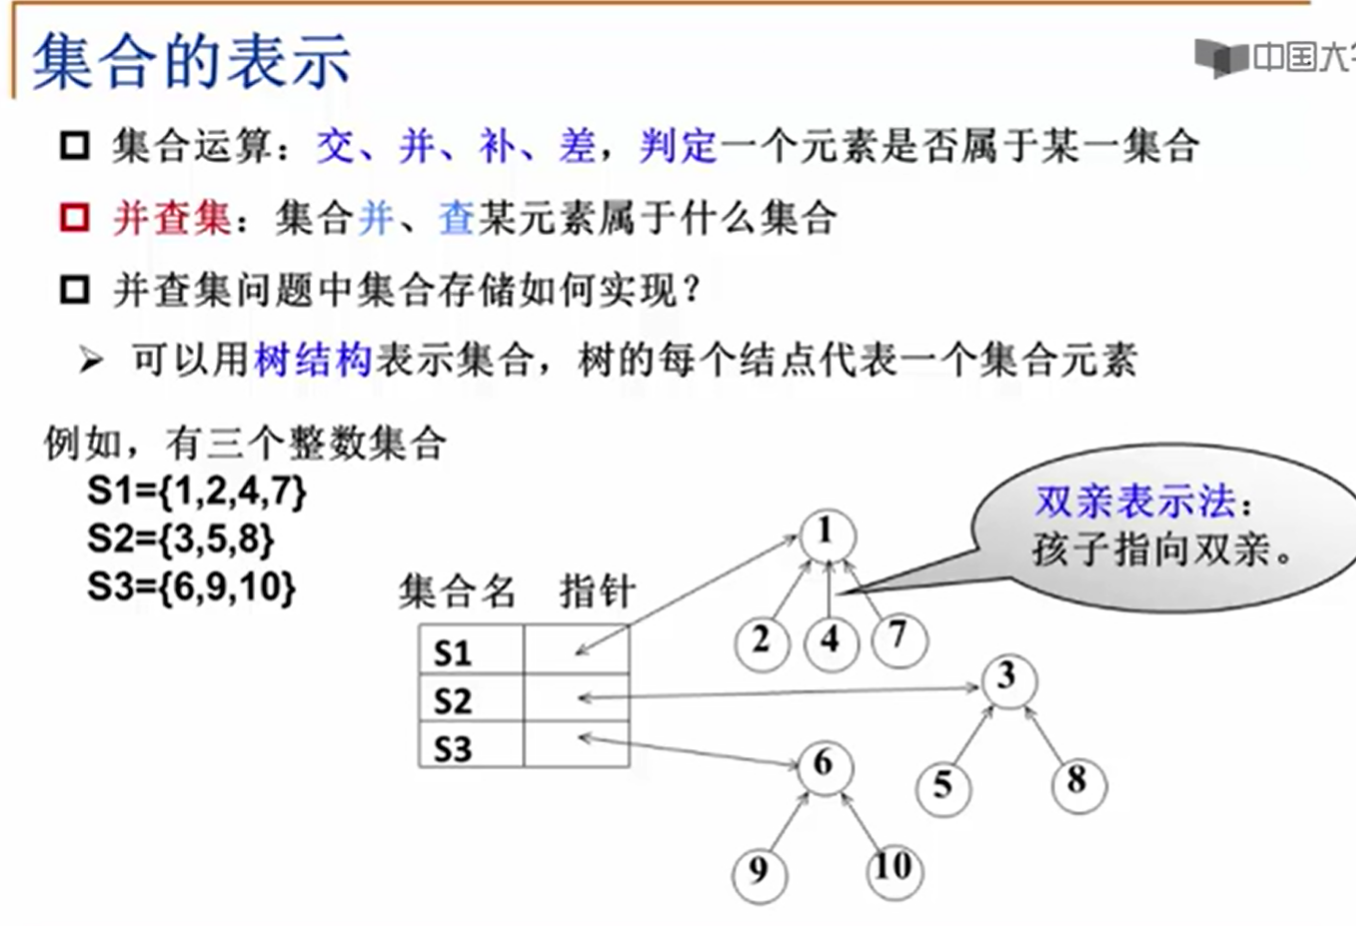 集合的表示
中国大学
集合运算：交、并、补、差，判定一个元素是否属于某一集合
并查集：集合并、查某元素属于什么集合
并查集问题中集合存储如何实现？
可以用树结构表示集合，树的每个结点代表一个集合元素
例如，有三个整数集合
S1={1,2,4,7}
S2={3,5,8}
S3={6,9,10}
双亲表示法：
孩子指向双亲。
集合名 指针
S1
S2
S3
1
2 4 7
3
5 8
6
9 10